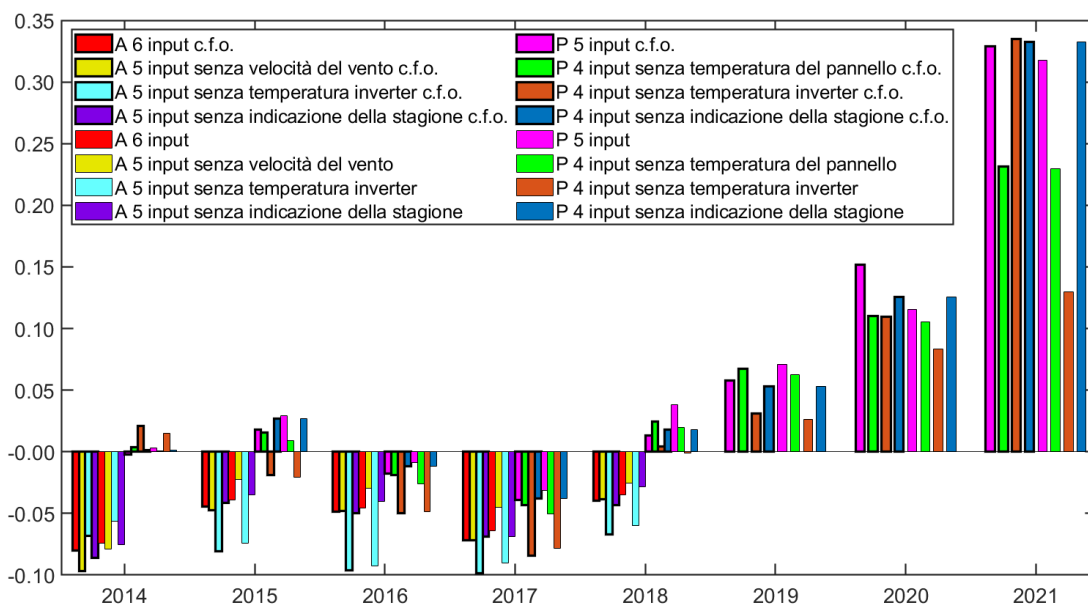 0.35
0.30
0.25
0.20
0.15
0.10
0.05
-0.00
-0.05
-0.10
A 6 input c.f.o.
A 5 input senza velocità del vento c.f.o.
A 5 input senza temperatura inverter c.f.o.
A 5 input senza indicazione della stagione c.f.o.
A 6 input
A 5 input senza velocità del vento
A 5 input senza temperatura inverter
A 5 input senza indicazione della stagione
P 5 input c.f.o.
P 4 input senza temperatura del pannello c.f.o.
P 4 input senza temperatura inverter c.f.o.
P 4 input senza indicazione della stagione c.f.o.
P 5 input
P 4 input senza temperatura del pannello
P 4 input senza temperatura inverter
P 4 input senza indicazione della stagione
2014 2015 2016 2017 2018 2019 2020 2021